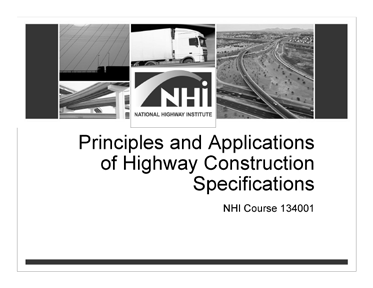 NHI
NATIONAL HIGHWAY INSTITUTE
Principles and Applications
of Highway Construction
Specifications
NHI Course 134001